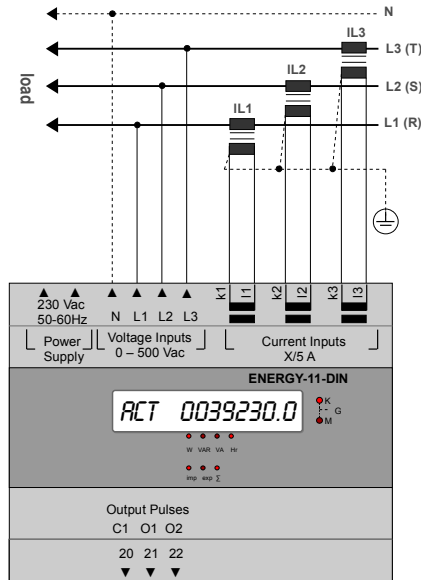 N
IL3
L3 (T)
IL2
L2 (S)
load
IL1
L1 (R)
k1 l1 k2 l2 k3 l3
230 Vac
50-60Hz
N L1 L2 L3
Power
Supply
Voltage Inputs
0 – 500 Vac
Current Inputs
X/5 A
ENERGY-11-DIN
ACT 0039230.0
K
G
M
W VAR VA Hr
imp exp Σ
Output Pulses
C1 O1 O2
20 21 22